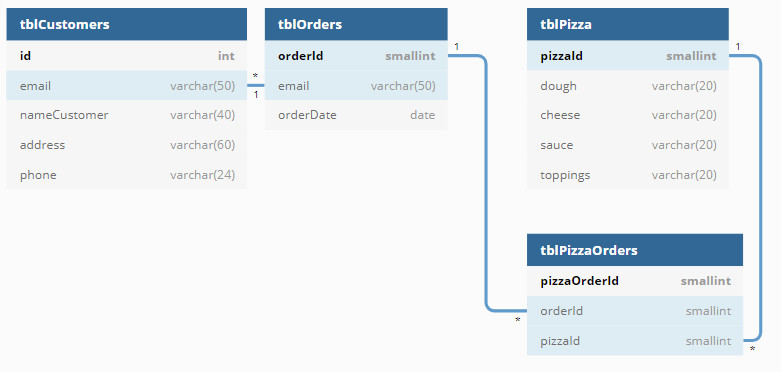 tblCustomers
id int
email varchar(50)
nameCustomer varchar(40)
address varchar(60)
phone varchar(24)
*
1
tblOrders
orderId smallint
email varchar(50)
orderDate date
1
tblPizza
pizzaId smallint
dough varchar(20)
cheese varchar(20)
sauce varchar(20)
toppings varchar(20)
1
tblPizzaOrders
pizzaOrderId smallint
orderId smallint
pizzaId smallint
*
*